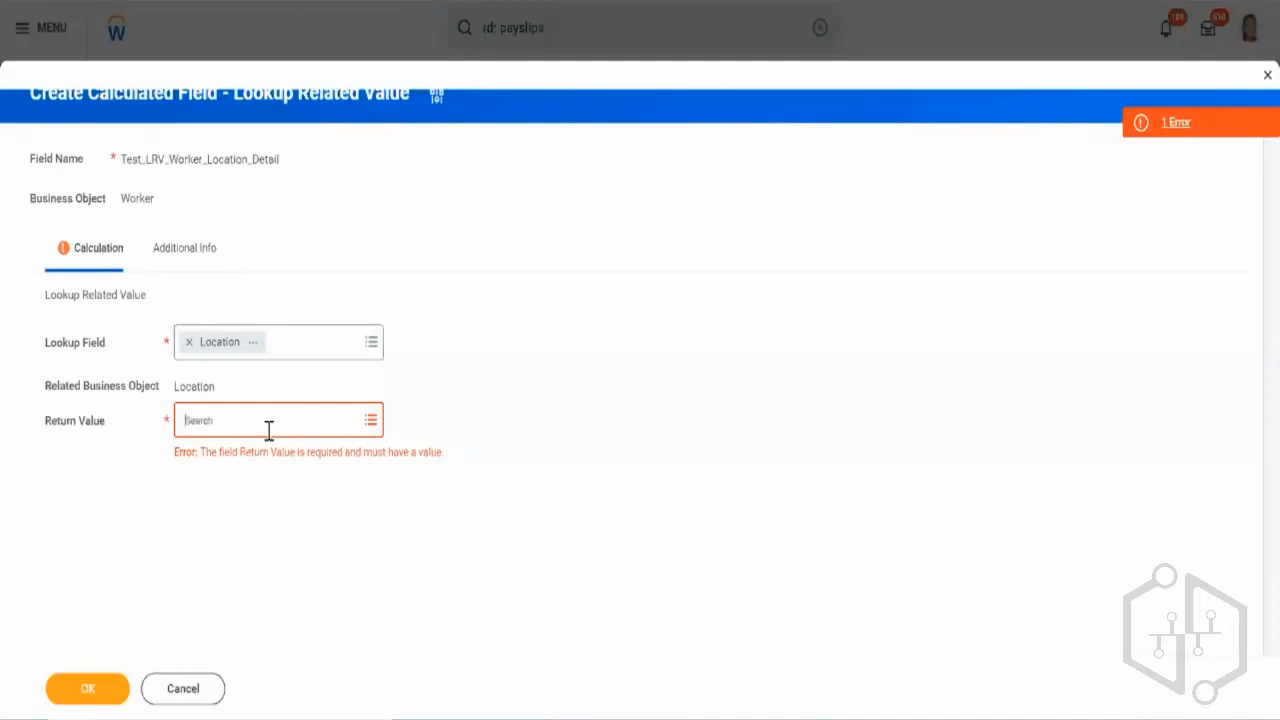 MENU
rd: payslips
189
618
Create Calculated Field - Lookup Related Value
1 Error
Field Name * Test_LRV_Worker_Location_Detail
Business Object Worker
Calculation Additional Info
Lookup Related Value
Lookup Field * × Location ...
Related Business Object Location
Return Value * Search
Error: The field Return Value is required and must have a value.
OK Cancel